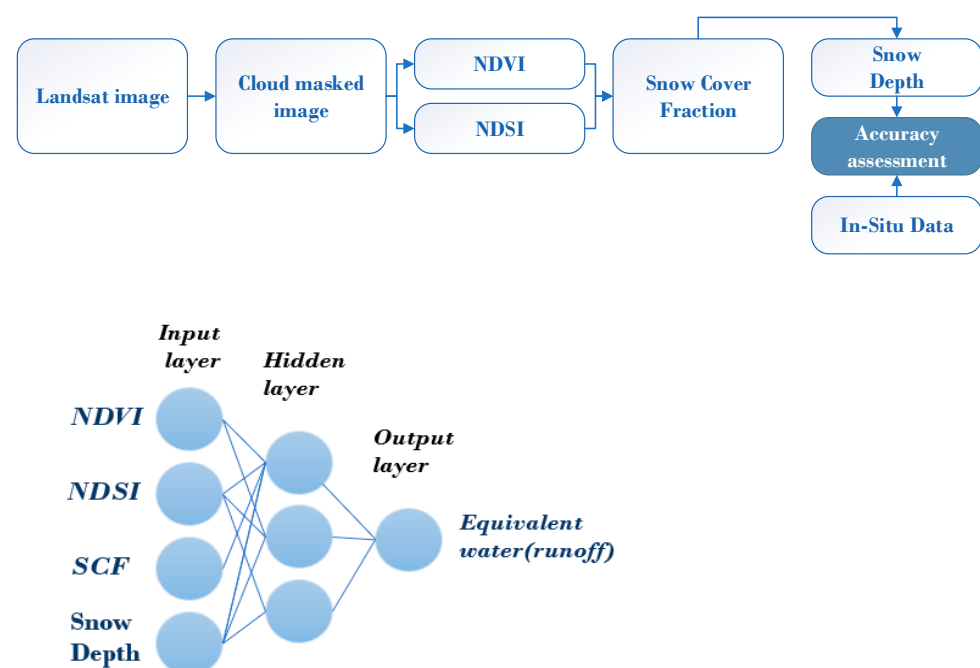 Landsat image
Cloud masked
image
NDVI
NDSI
Snow Cover
Fraction
Snow
Depth
Accuracy
assessment
In-Situ Data
Input
layer
Hidden
layer
Output
layer
NDVI
NDSI
SCF
Snow
Depth
Equivalent
water(runoff)